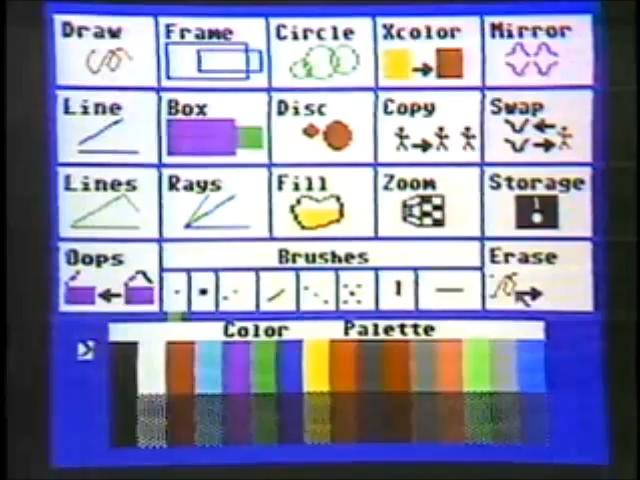 Draw Frame Circle Xcolor Mirror
Line Box Disc Copy Swap
Lines Rays Fill Zoom Storage
Oops Brushes Erase
Color Palette